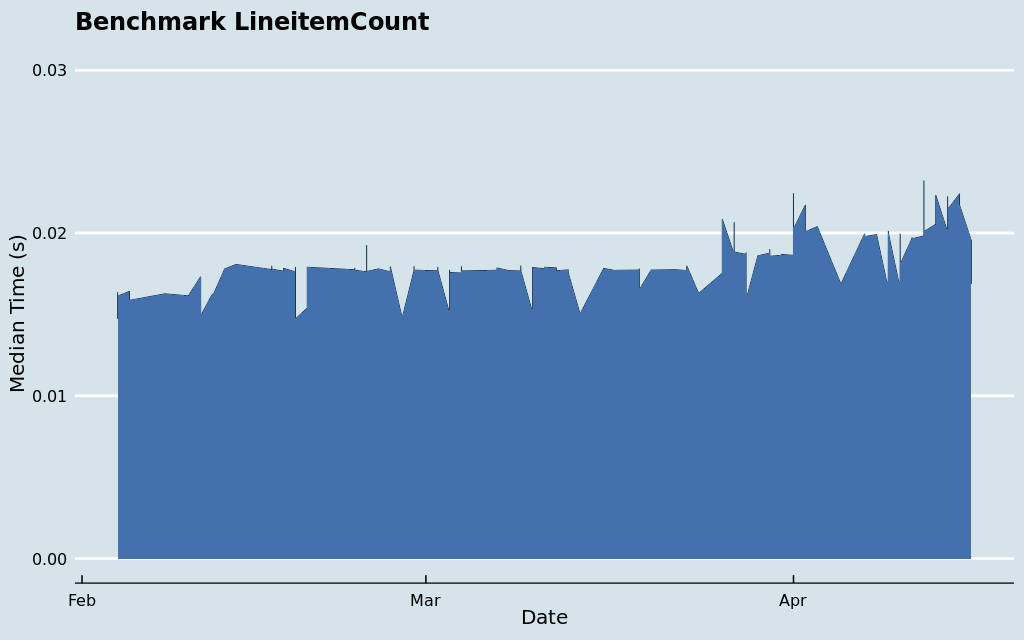 Benchmark LineitemCount
0.03
0.02
0.01
0.00
Median Time (s)
Feb
Mar
Apr
Date